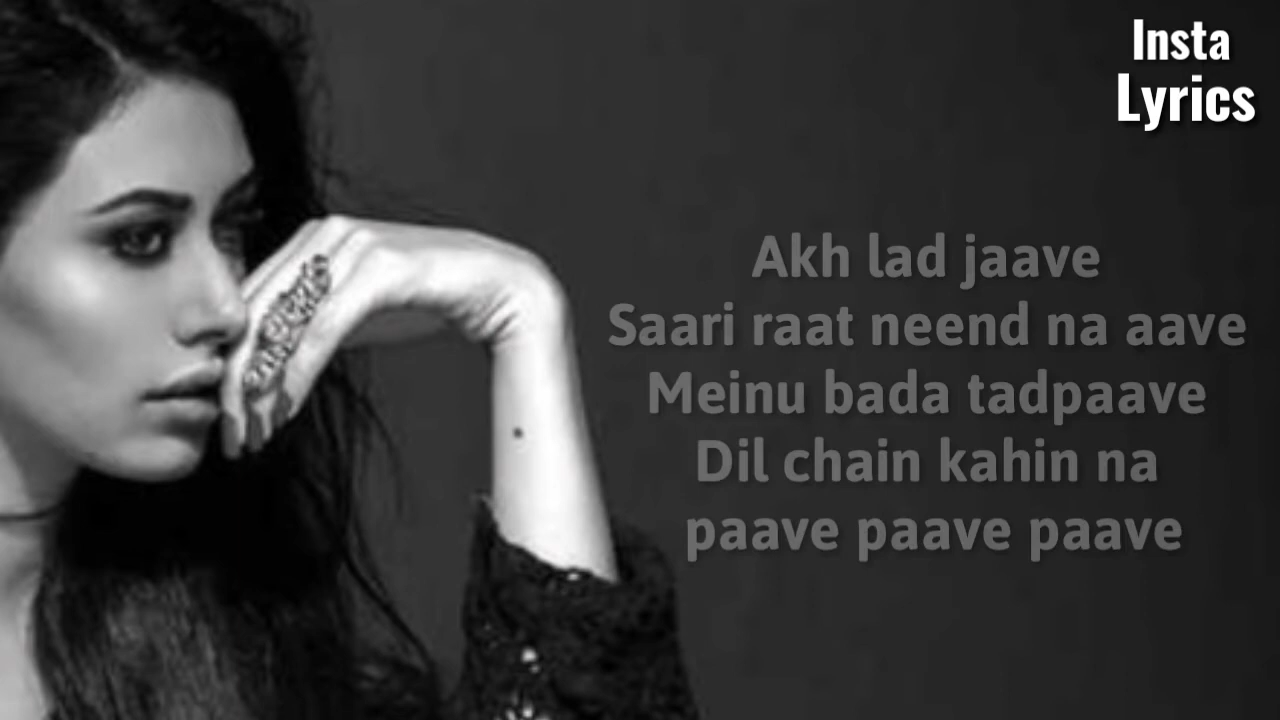 Insta
Lyrics
Akh lad jaave
Saari raat neend na aave
Meinu bada tadpaave
Dil chain kahin na
paave paave paave